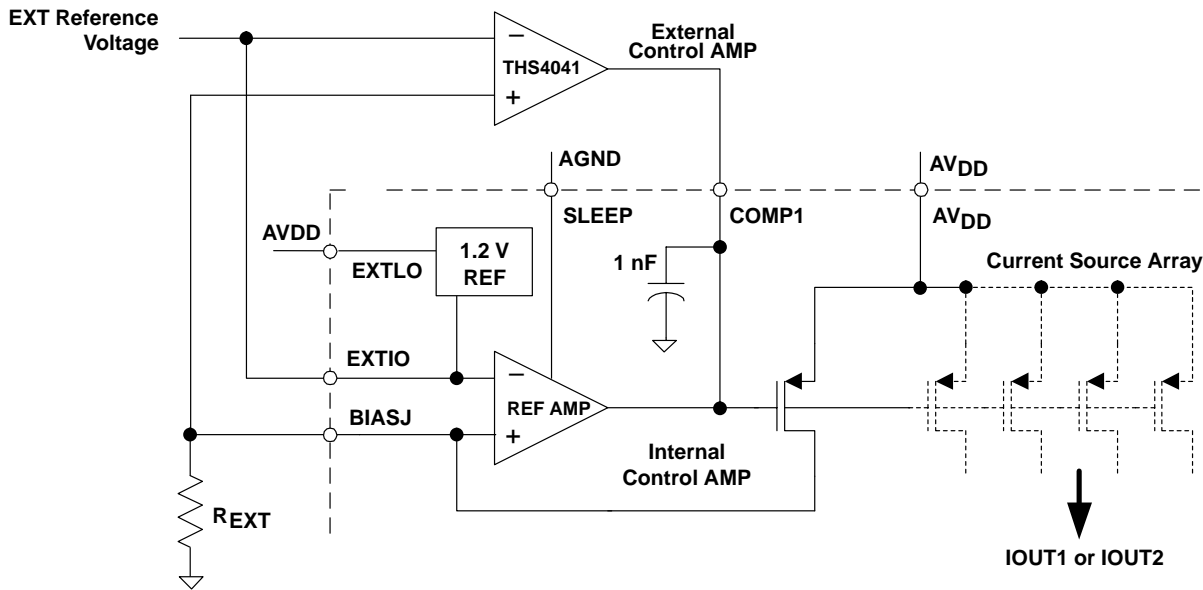 EXT Reference
Voltage
−
THS4041
+
External
Control AMP
AGND
AVDD
SLEEP
COMP1
AVDD
AVDD
EXTLO
1.2 V
REF
1 nF
Current Source Array
EXTIO
−
REF AMP
+
BIASJ
Internal
Control AMP
REXT
IOUT1 or IOUT2